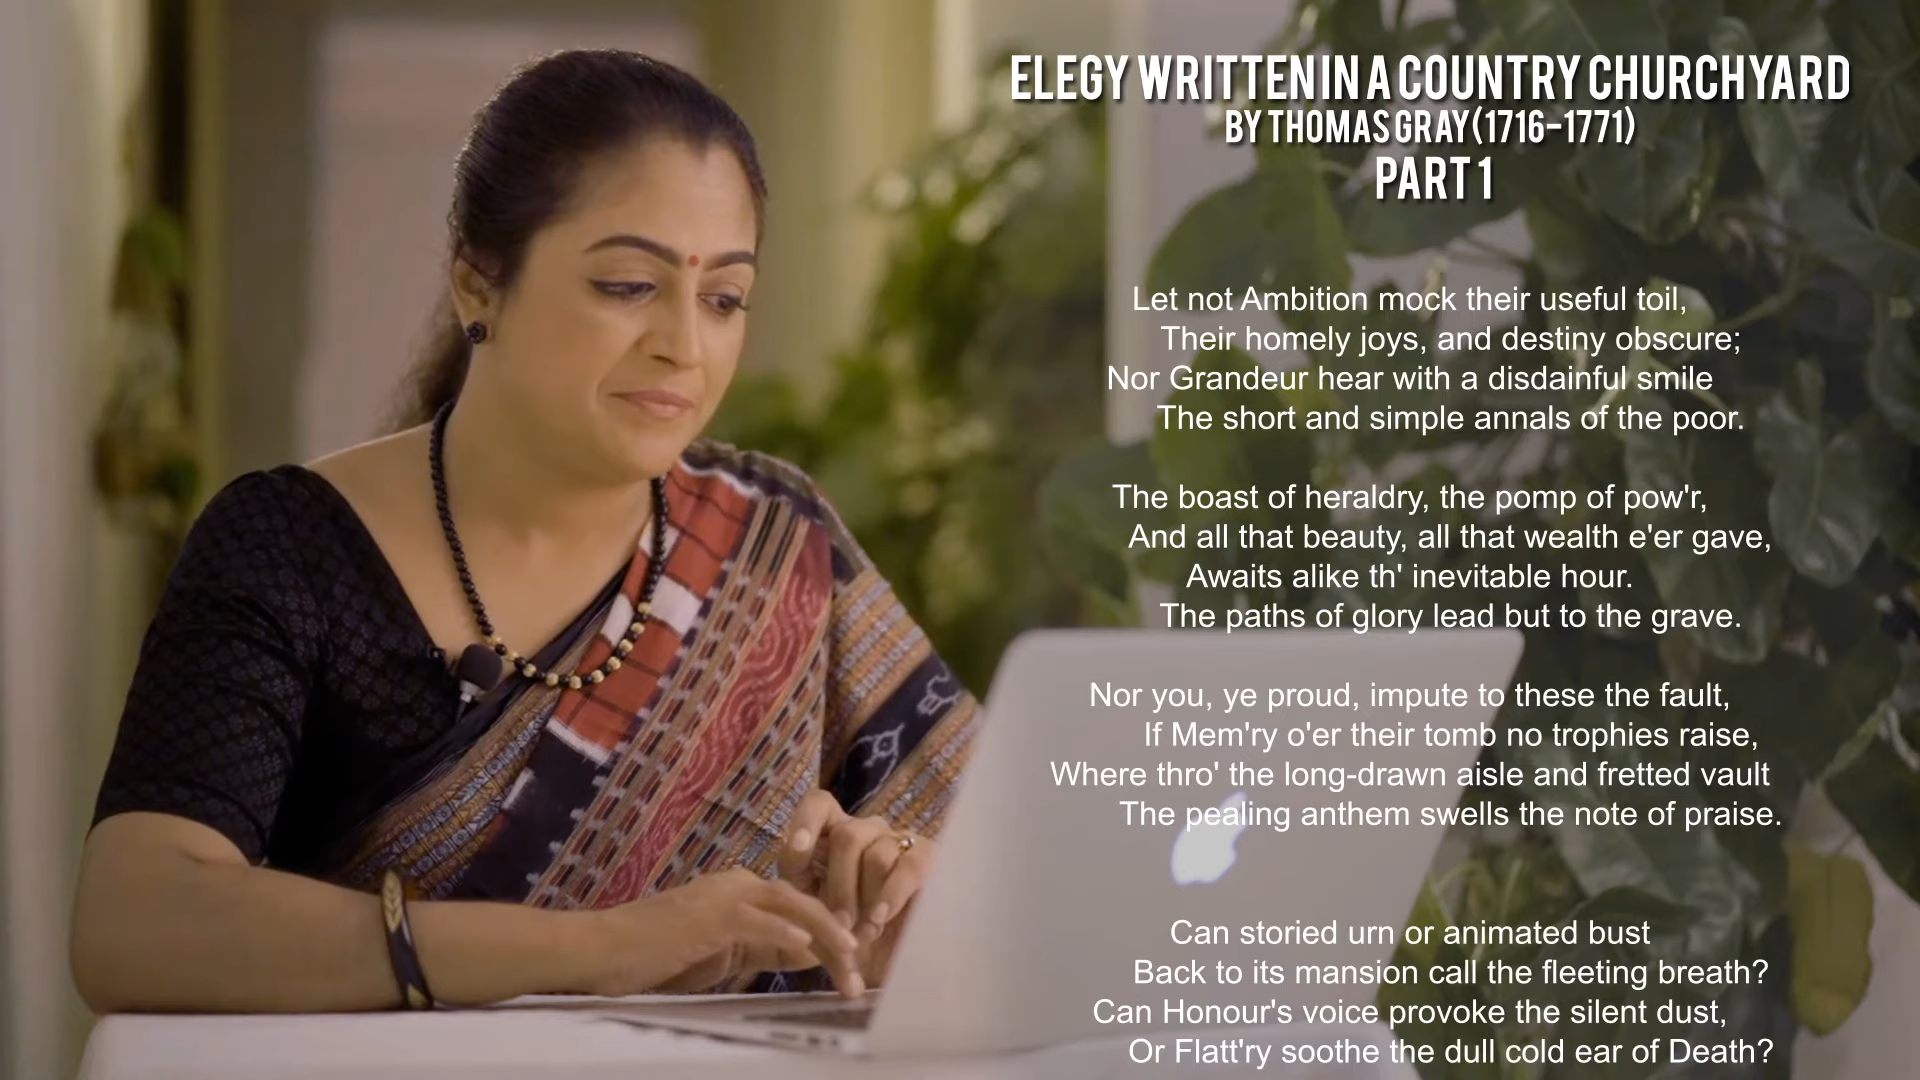 ELEGY WRITTEN IN A COUNTRY CHURCHYARD
BY THOMAS GRAY (1716-1771)
PART 1
Let not Ambition mock their useful toil,
Their homely joys, and destiny obscure;
Nor Grandeur hear with a disdainful smile
The short and simple annals of the poor.
The boast of heraldry, the pomp of pow'r,
And all that beauty, all that wealth e'er gave,
Awaits alike th' inevitable hour.
The paths of glory lead but to the grave.
Nor you, ye proud, impute to these the fault,
If Mem'ry o'er their tomb no trophies raise,
Where thro' the long-drawn aisle and fretted vault
The pealing anthem swells the note of praise.
Can storied urn or animated bust
Back to its mansion call the fleeting breath?
Can Honour's voice provoke the silent dust,
Or Flatt'ry soothe the dull cold ear of Death?